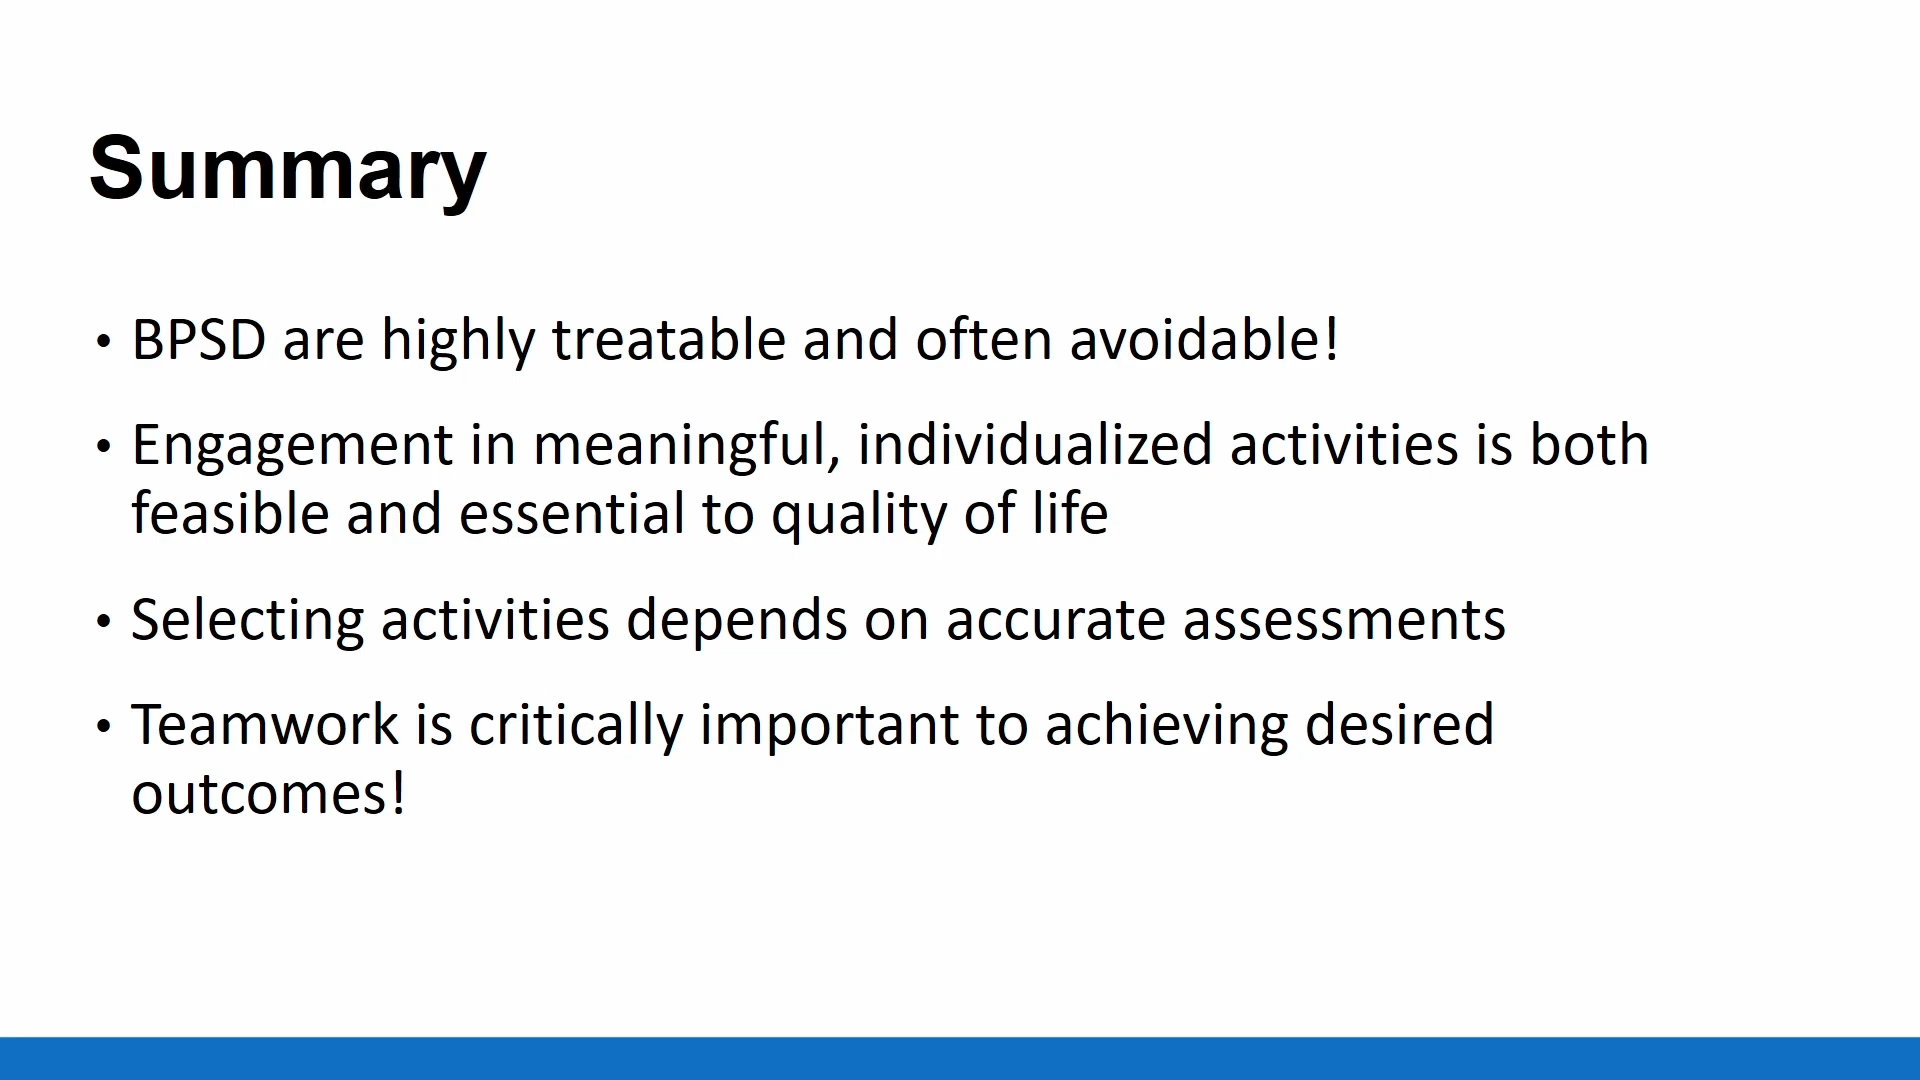 Summary
• BPSD are highly treatable and often avoidable!
• Engagement in meaningful, individualized activities is both
feasible and essential to quality of life
• Selecting activities depends on accurate assessments
• Teamwork is critically important to achieving desired
outcomes!